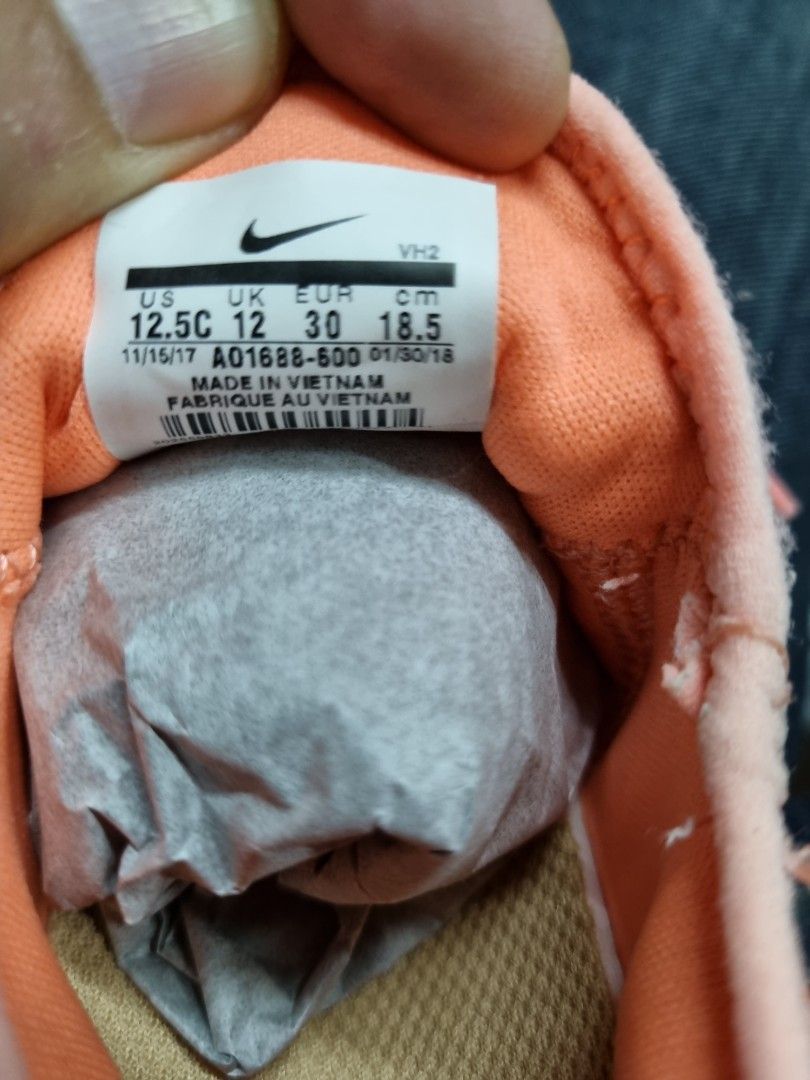 VH2
US UK EUR cm
12.5C 12 30 18.5
11/15/17 AO1688-600 01/30/18
MADE IN VIETNAM
FABRIQUE AU VIETNAM